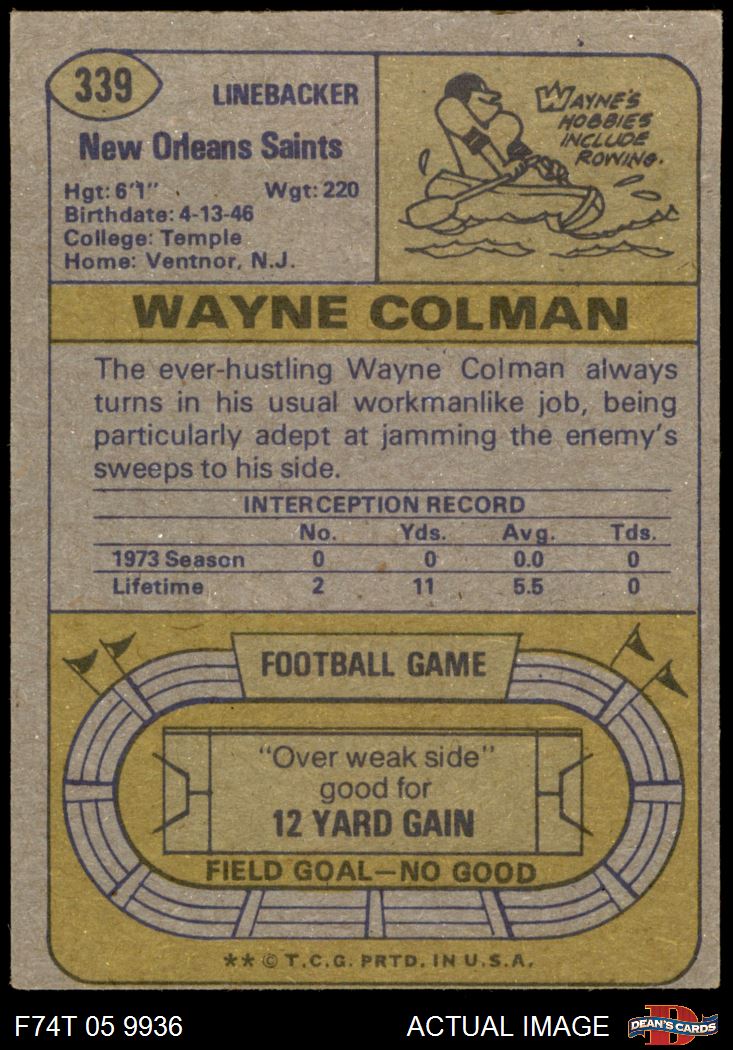 339
LINEBACKER
New Orleans Saints
Hgt: 6'1" Wgt: 220
Birthdate: 4-13-46
College: Temple
Home: Ventnor, N.J.
WAYNE'S
HOBBIES
INCLUDE
ROWING.
WAYNE COLMAN
The ever-hustling Wayne Colman always
turns in his usual workmanlike job, being
particularly adept at jamming the enemy's
sweeps to his side.
INTERCEPTION RECORD
No. Yds. Avg. Tds.
1973 Season 0 0 0.0 0
Lifetime 2 11 5.5 0
FOOTBALL GAME
"Over weak side"
good for
12 YARD GAIN
FIELD GOAL—NO GOOD
** © T.C.G. PRTD. IN U.S.A.
F74T 05 9936 ACTUAL IMAGE
D
DEAN'S CARDS